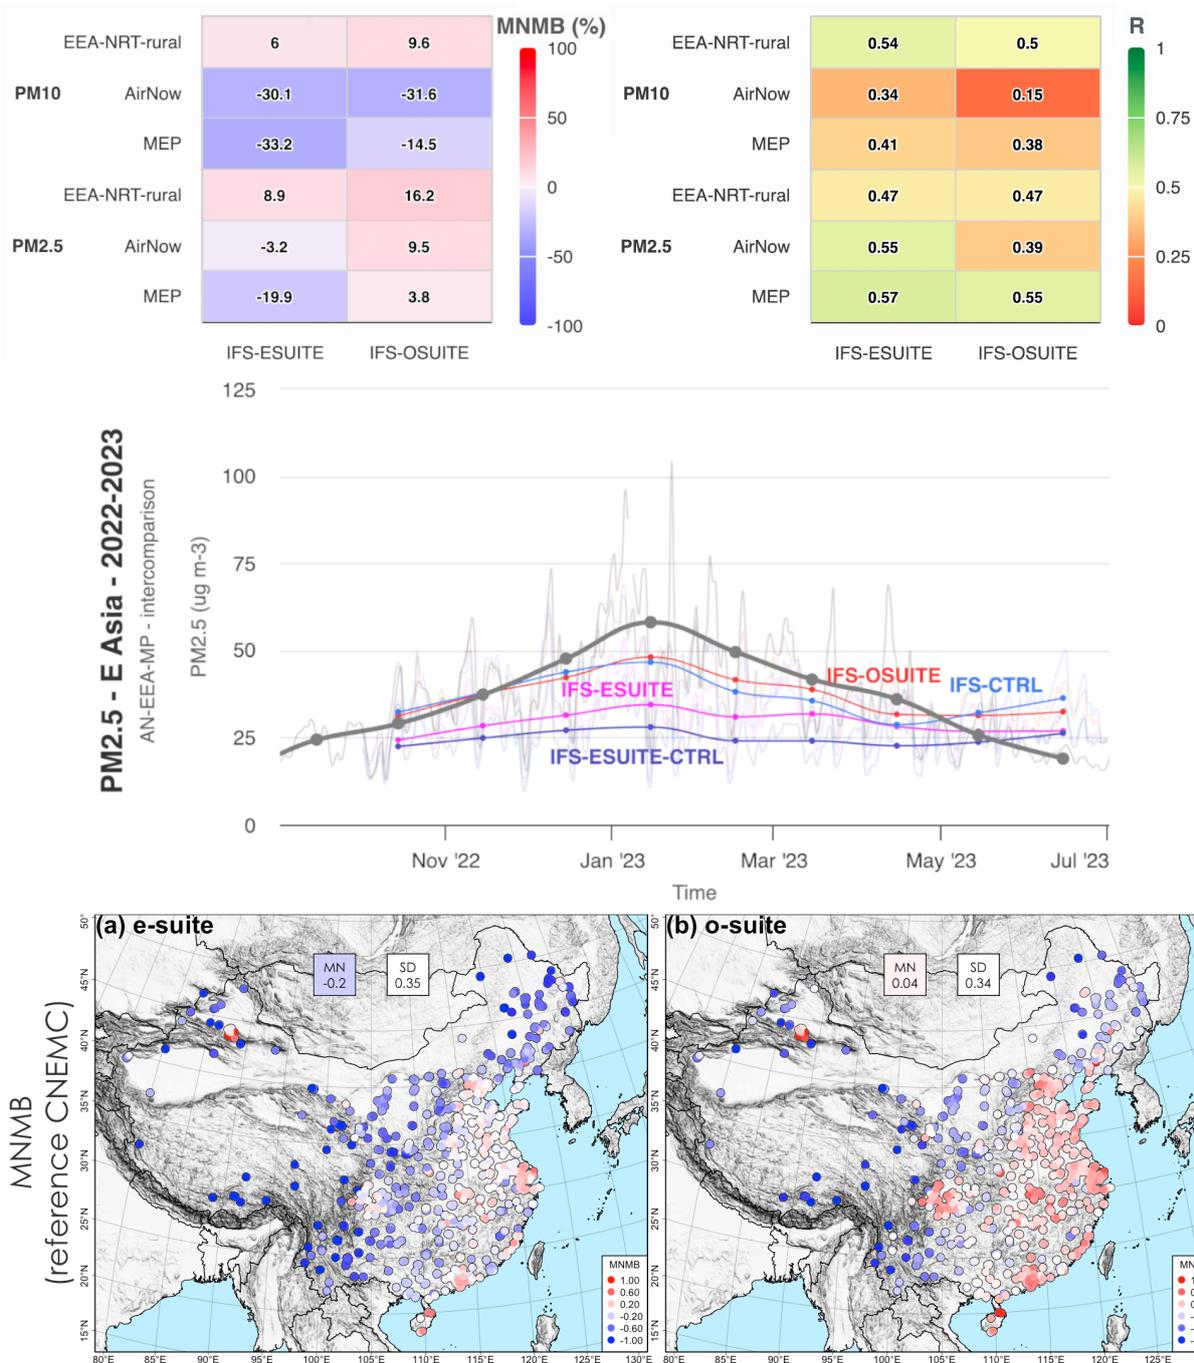 MNMB (%)
EEA-NRT-rural 6 9.6
PM10 AirNow -30.1 -31.6
MEP -33.2 -14.5
EEA-NRT-rural 8.9 16.2
PM2.5 AirNow -3.2 9.5
MEP -19.9 3.8
IFS-ESUITE IFS-OSUITE
100
50
0
-50
-100
R
EEA-NRT-rural 0.54 0.5
PM10 AirNow 0.34 0.15
MEP 0.41 0.38
EEA-NRT-rural 0.47 0.47
PM2.5 AirNow 0.55 0.39
MEP 0.57 0.55
IFS-ESUITE IFS-OSUITE
1
0.75
0.5
0.25
0
PM2.5 - E Asia - 2022-2023
AN-EEA-MP - intercomparison
PM2.5 (ug m-3)
125
100
75
50
25
0
IFS-OSUITE
IFS-CTRL
IFS-ESUITE
IFS-ESUITE-CTRL
Nov '22 Jan '23 Mar '23 May '23 Jul '23
Time
MNMB
(reference CNEMC)
(a) e-suite
MN
-0.2
SD
0.35
50°
45°N
40°N
35°N
30°N
25°N
20°N
15°N
80°E 85°E 90°E 95°E 100°E 105°E 110°E 115°E 120°E 125°E 130°E
MNMB
1.00
0.60
0.20
-0.20
-0.60
-1.00
(b) o-suite
MN
0.04
SD
0.34
50°
45°N
40°N
35°N
30°N
25°N
20°N
15°N
80°E 85°E 90°E 95°E 100°E 105°E 110°E 115°E 120°E 125°E